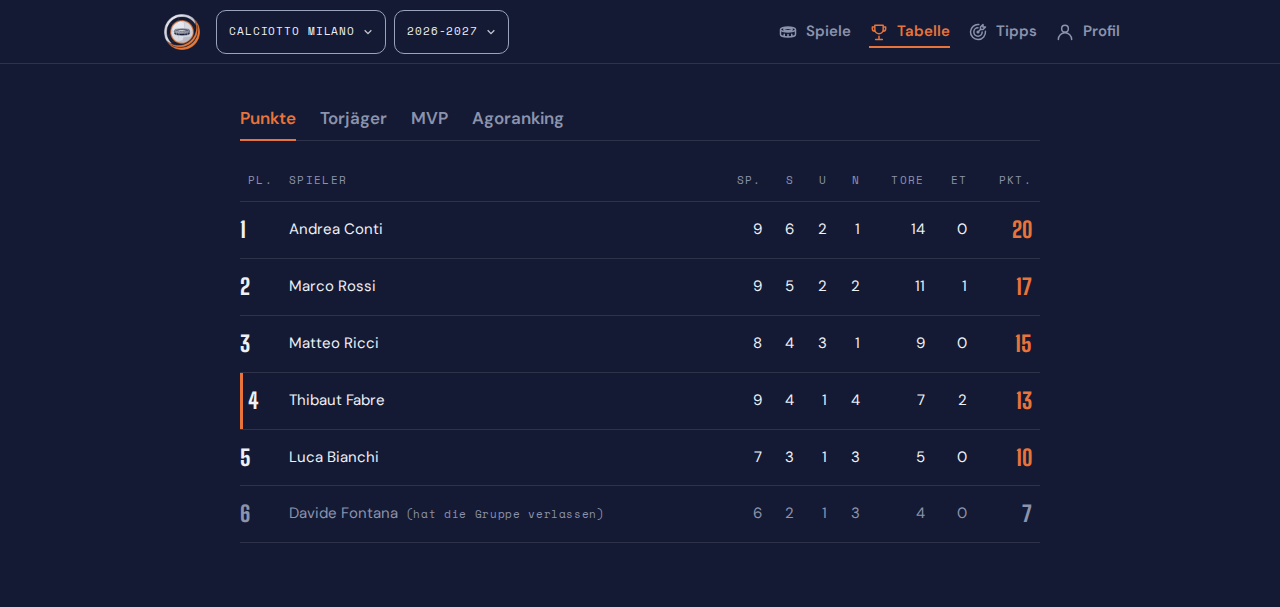 CALCIOTTO MILANO 2026-2027 Spiele Tabelle Tipps Profil
Punkte Torjäger MVP Agoranking
PL. SPIELER SP. S U N TORE ET PKT.
1 Andrea Conti 9 6 2 1 14 0 20
2 Marco Rossi 9 5 2 2 11 1 17
3 Matteo Ricci 8 4 3 1 9 0 15
4 Thibaut Fabre 9 4 1 4 7 2 13
5 Luca Bianchi 7 3 1 3 5 0 10
6 Davide Fontana (hat die Gruppe verlassen) 6 2 1 3 4 0 7